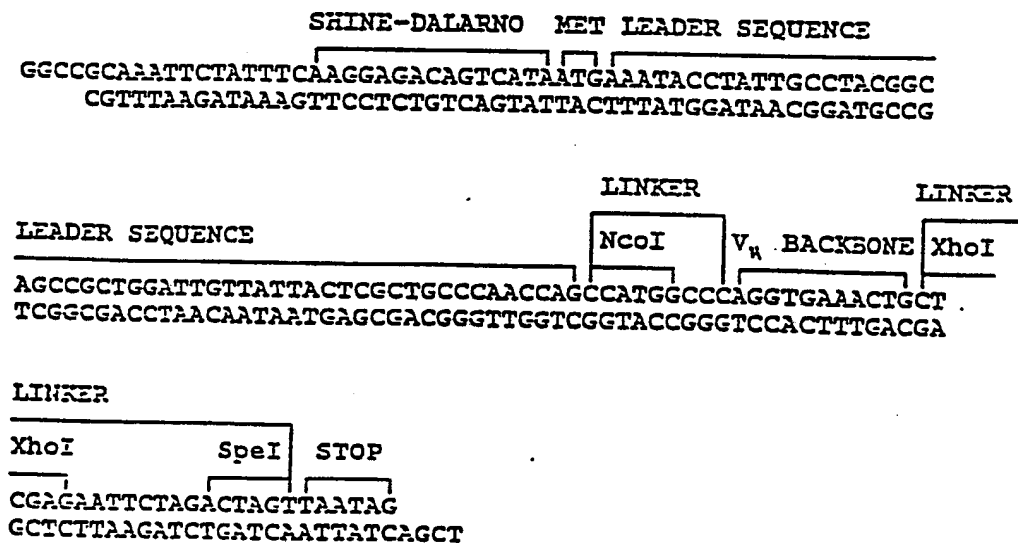 SHINE-DALARNO MET LEADER SEQUENCE
GGCCGCAAATTCTATTTCAAGGAGACAGTCATAATGAAATACCTATTGCCTACGGC
CGTTTAAGATAAAGTTCCTCTGTCAGTATTACTTTATGGATAACGGATGCCG
LINKER LINKER
LEADER SEQUENCE NcoI VH BACKBONE XhoI
AGCCGCTGGATTGTTATTACTCGCTGCCCAACCAGCCATGGCCCAGGTGAAACTGCT
TCGGCGACCTAACAATAATGAGCGACGGGTTGGTCGGTACCGGGTCCACTTTGACGA
LINKER
XhoI SpeI STOP
CGAGAATTCTAGACTAGTTAATAG
GCTCTTAAGATCTGATCAATTATCAGCT